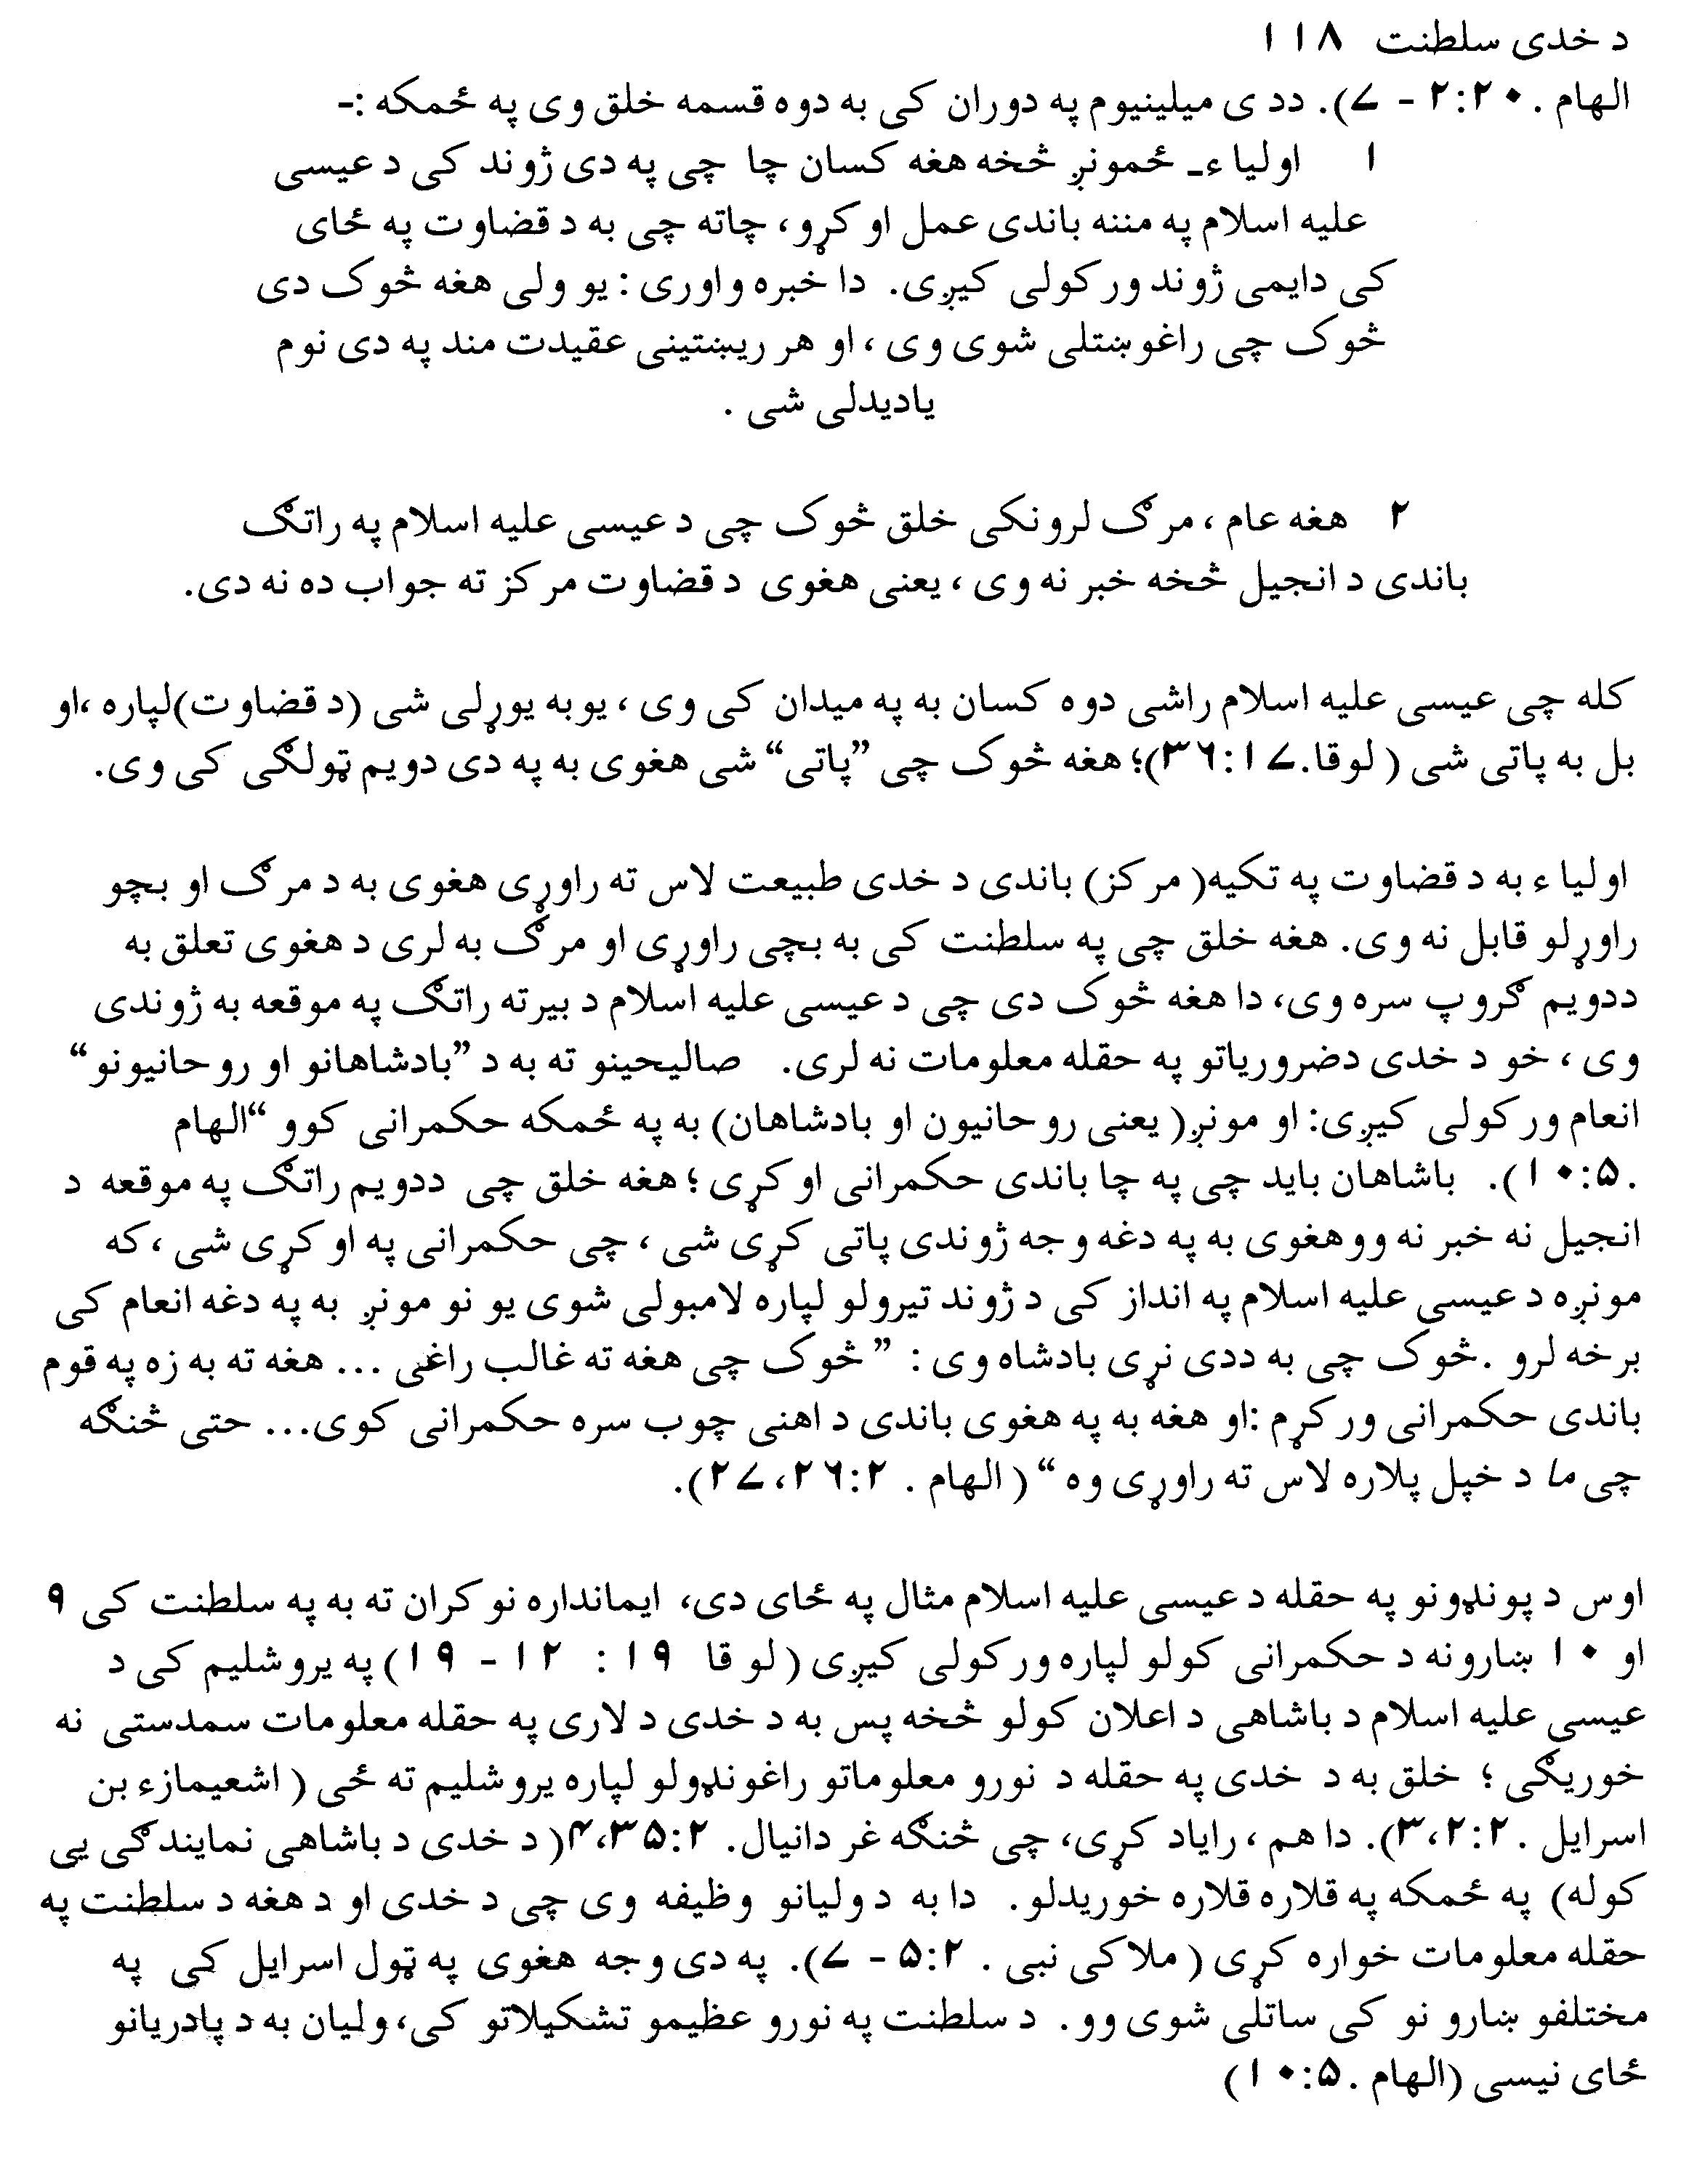 د خدی سلطنت ۱۱۸
الهام .۲:۲۰ - ۷). دد ی میلینیوم په دوران کی به دوه قسمه خلق وی په ځمکه :-
۱ اولیا ء_ ځمونږ څخه هغه کسان چا چی په دی ژوند کی د عیسی
علیه اسلام په مننه باندی عمل اوکړو، چاته چی به د قضاوت په ځای
کی دایمی ژوند ورکولی کیږی. دا خبره واوری : یو ولی هغه څوک دی
څوک چی راغوښتلی شوی وی ، او هر ریښتینی عقیدت مند په دی نوم
یادیدلی شی .
۲ هغه عام ، مرګ لرونکی خلق څوک چی د عیسی علیه اسلام په راتګ
باندی د انجیل څخه خبر نه وی ، یعنی هغوی د قضاوت مرکز ته جواب ده نه دی.
کله چی عیسی علیه اسلام راشی دوه کسان به په میدان کی وی ، یوبه یوړلی شی (د قضاوت)لپاره ،او
بل به پاتی شی ( لوقا.۳۶:۱۷)؛ هغه څوک چی ”پاتی“ شی هغوی به په دی دویم ټولګی کی وی.
اولیا ء به د قضاوت په تکیه( مرکز) باندی د خدی طبیعت لاس ته راوړی هغوی به د مرګ او بچو
راوړلو قابل نه وی. هغه خلق چی په سلطنت کی به بچی راوړی او مرګ به لری د هغوی تعلق به
ددویم ګروپ سره وی، دا هغه څوک دی چی د عیسی علیه اسلام د بیرته راتګ په موقعه به ژوندی
وی ، خو د خدی دضروریاتو په حقله معلومات نه لری. صالیحینو ته به د ”بادشاهانو او روحانیونو“
انعام ورکولی کیږی: او مونږ( یعنی روحانیون او بادشاهان) به په ځمکه حکمرانی کوو “الهام
.۱۰:۵). باشاهان باید چی په چا باندی حکمرانی اوکړی ؛ هغه خلق چی ددویم راتګ په موقعه د
انجیل نه خبر نه ووهغوی به په دغه وجه ژوندی پاتی کړی شی ، چی حکمرانی په اوکړی شی ، که
مونږه د عیسی علیه اسلام په انداز کی د ژوند تیرولو لپاره لامبولی شوی یو نو مونږ به په دغه انعام کی
برخه لرو .څوک چی به ددی نړی بادشاه وی : ” څوک چی هغه ته غالب راغی ... هغه ته به زه په قوم
باندی حکمرانی ورکړم :او هغه به په هغوی باندی د اهنی چوب سره حکمرانی کوی... حتی څنګه
چی ما د خپل پلاره لاس ته راوړی وه “ ( الهام . ۲۷،۲۶:۲).
اوس د پونډونو په حقله د عیسی علیه اسلام مثال په ځای دی، ایمانداره نوکران ته به په سلطنت کی ۹
او ۱۰ ښارونه د حکمرانی کولو لپاره ورکولی کیږی ( لوقا ۱۹ : ۱۲ - ۱۹) په یروشلیم کی د
عیسی علیه اسلام د باشاهی د اعلان کولو څخه پس به د خدی د لاری په حقله معلومات سمدستی نه
خوریګی ؛ خلق به د خدی په حقله د نورو معلوماتو راغونډولو لپاره یروشلیم ته ځی ( اشعیمازء بن
اسرایل .۳،۲:۲). دا هم ، رایاد کړی، چی څنګه غر دانیال. ۴،۳۵:۲( د خدی د باشاهی نمایندګی یی
کوله) په ځمکه په قلاره قلاره خوریدلو. دا به د ولیانو وظیفه وی چی د خدی او د هغه د سلطنت په
حقله معلومات خواره کړی ( ملاکی نبی . ۵:۲ - ۷). په دی وجه هغوی په ټول اسرایل کی په
مختلفو ښارو نو کی ساتلی شوی وو. د سلطنت په نورو عظیمو تشکیلاتو کی، ولیان به د پادریانو
ځای نیسی (الهام .۱۰:۵)